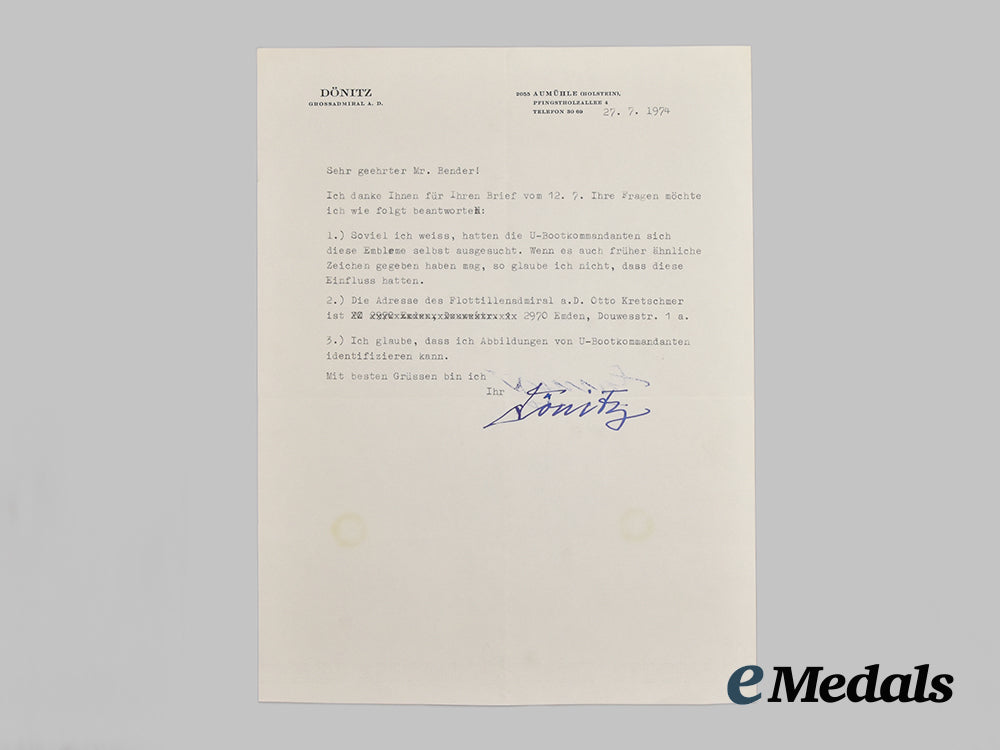 DÖNITZ
GROSSADMIRAL A. D.
2055 AUMÜHLE (HOLSTEIN),
PFINGSTHOLZALLEE 4
TELEFON 30 69
27. 7. 1974
Sehr geehrter Mr. Bender!
Ich danke Ihnen für Ihren Brief vom 12. 7. Ihre Fragen möchte
ich wie folgt beantworten:
1.) Soviel ich weiss, hatten die U-Bootkommandanten sich
diese Embleme selbst ausgesucht. Wenn es auch früher ähnliche
Zeichen gegeben haben mag, so glaube ich nicht, dass diese
Einfluss hatten.
2.) Die Adresse des Flottillenadmiral a.D. Otto Kretschmer
ist 2970 Emden, Douwesstr. 1 a.
3.) Ich glaube, dass ich Abbildungen von U-Bootkommandanten
identifizieren kann.
Mit besten Grüssen bin ich
Ihr
Dönitz
eMedals